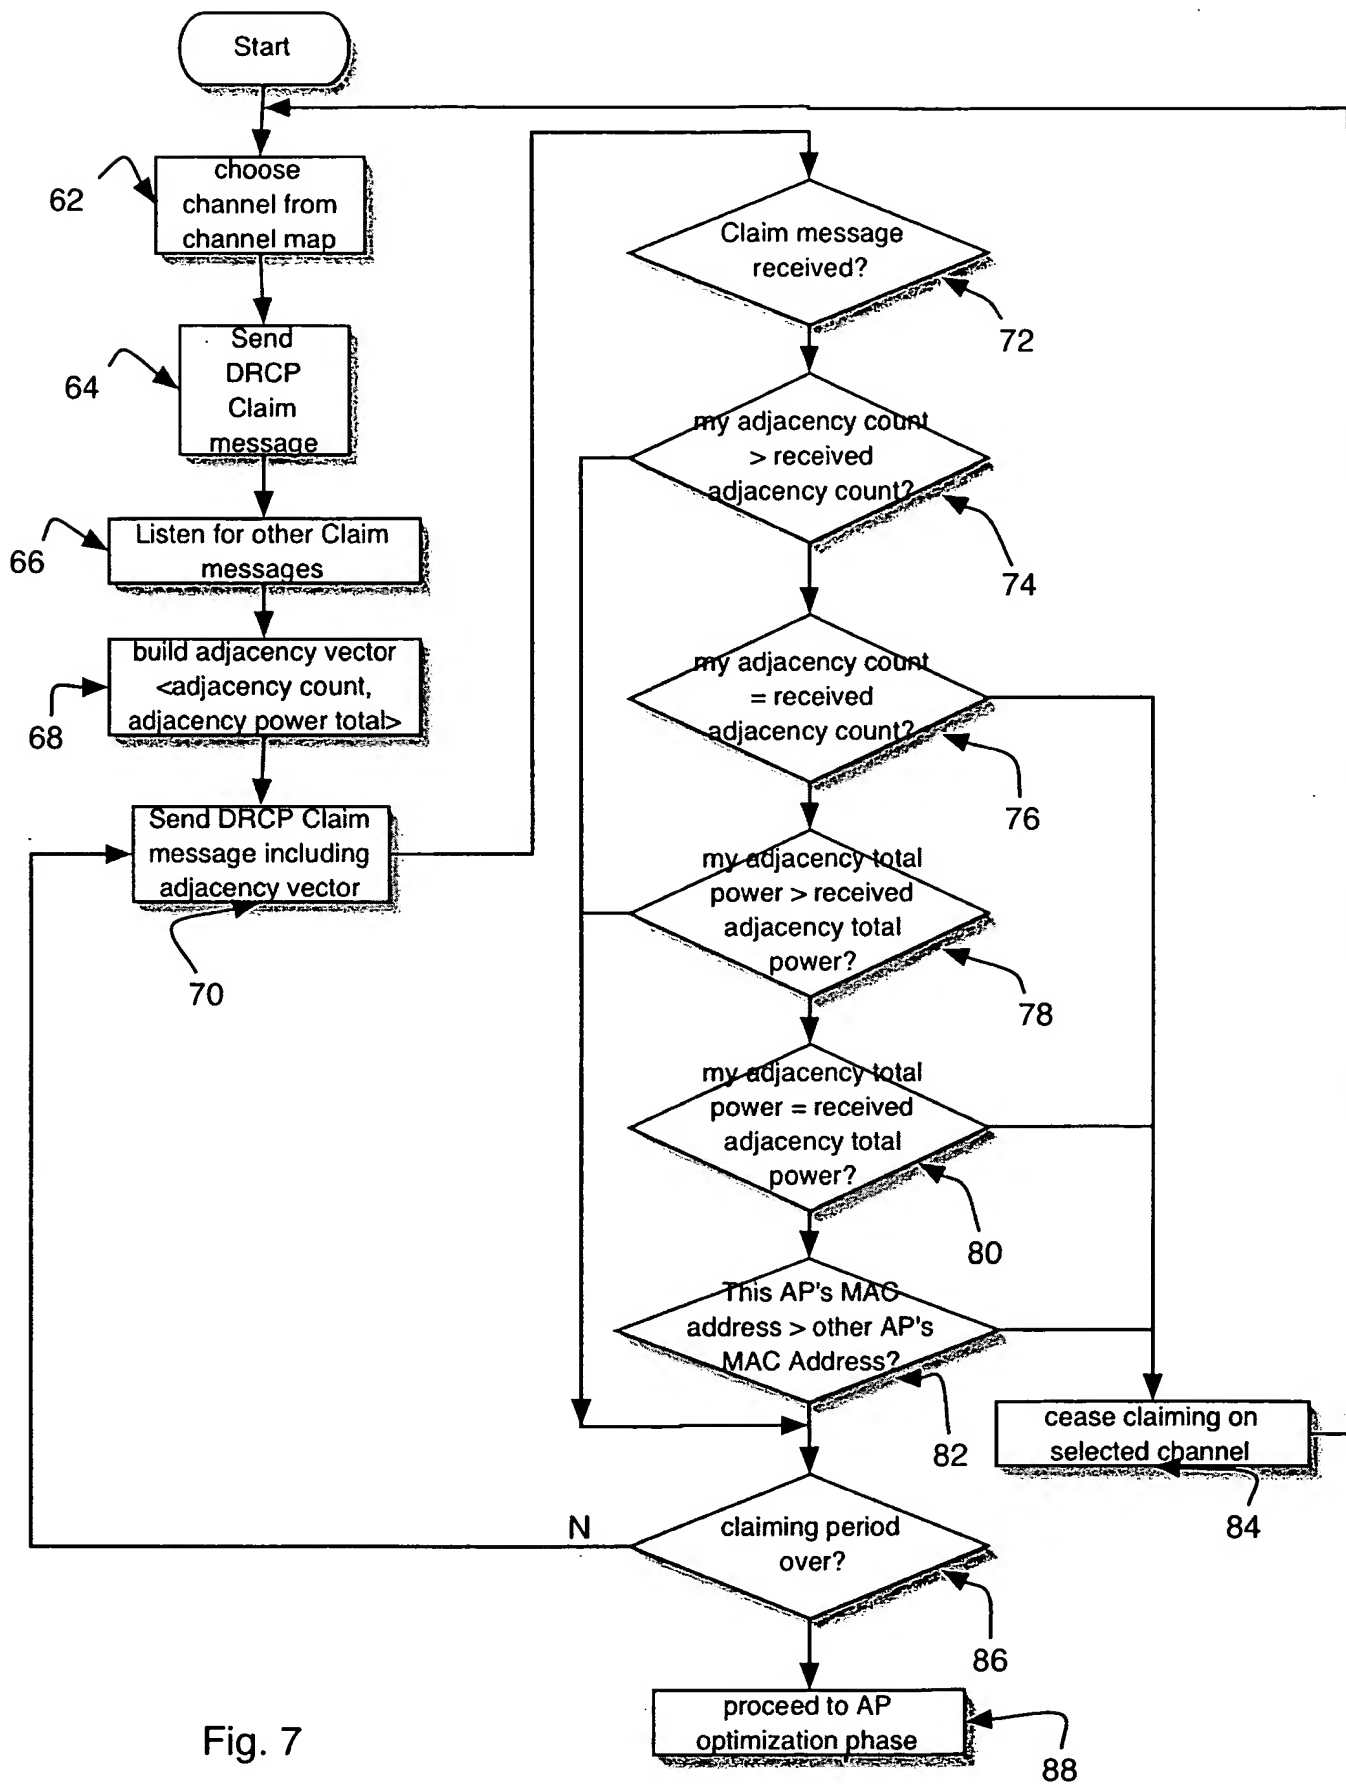 Start
62
choose
channel from
channel map
64
Send
DRCP
Claim
message
66
Listen for other Claim
messages
68
build adjacency vector
<adjacency count,
adjacency power total>
Send DRCP Claim
message including
adjacency vector
70
Claim message
received?
72
my adjacency count
> received
adjacency count?
74
my adjacency count
= received
adjacency count?
76
my adjacency total
power > received
adjacency total
power?
78
my adjacency total
power = received
adjacency total
power?
80
This AP's MAC
address > other AP's
MAC Address?
82
cease claiming on
selected channel
84
N
claiming period
over?
86
proceed to AP
optimization phase
88
Fig. 7